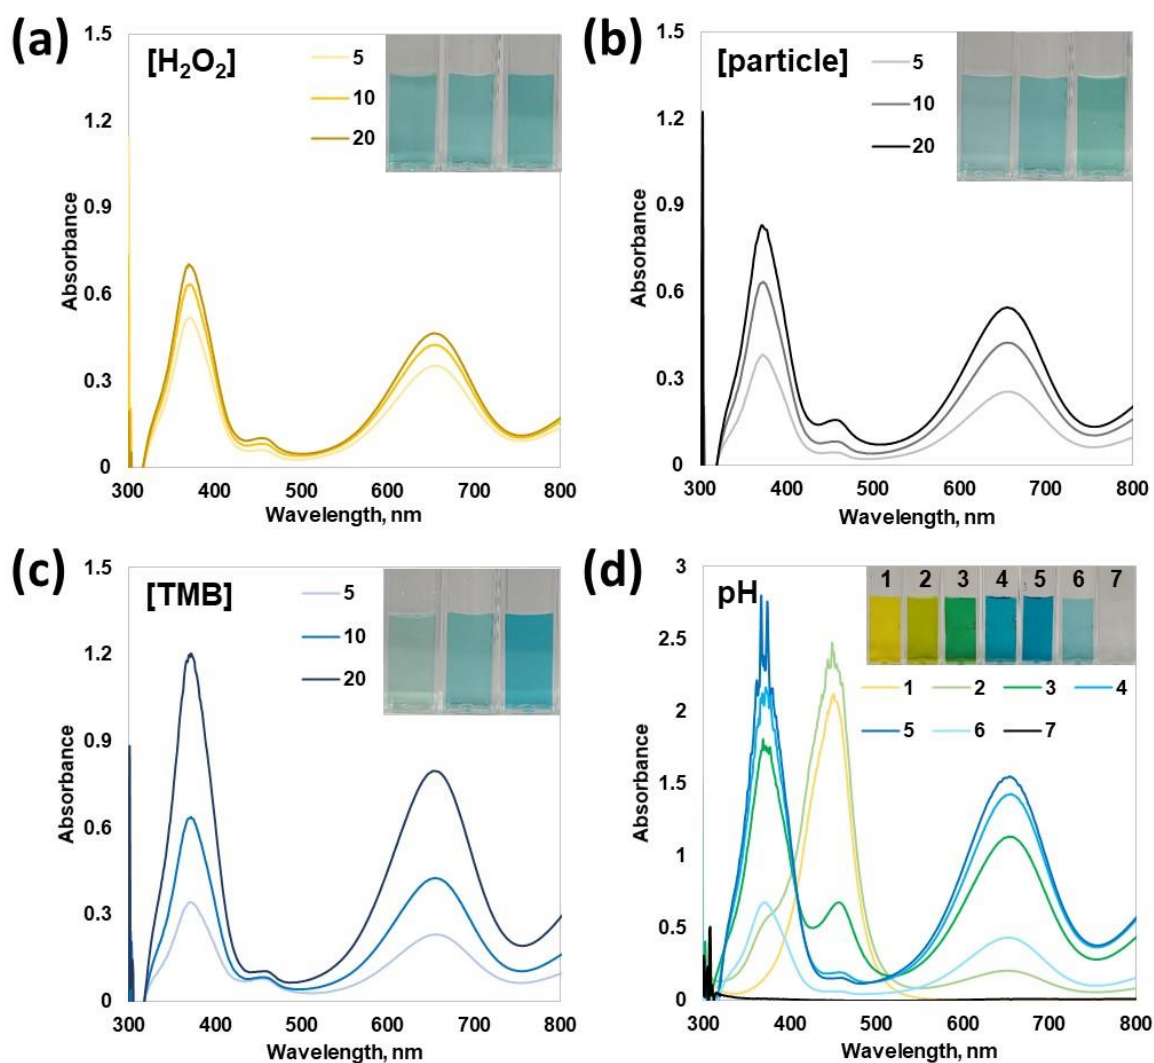 (a)
[H₂O₂]
5
10
20
1.5
1.2
0.9
0.6
0.3
0
Absorbance
300 400 500 600 700 800
Wavelength, nm
(b)
[particle]
5
10
20
1.5
1.2
0.9
0.6
0.3
0
Absorbance
300 400 500 600 700 800
Wavelength, nm
(c)
[TMB]
5
10
20
1.5
1.2
0.9
0.6
0.3
0
Absorbance
300 400 500 600 700 800
Wavelength, nm
(d)
pH
1 2 3 4 5 6 7
1 2 3 4
5 6 7
3
2.5
2
1.5
1
0.5
0
Absorbance
300 400 500 600 700 800
Wavelength, nm